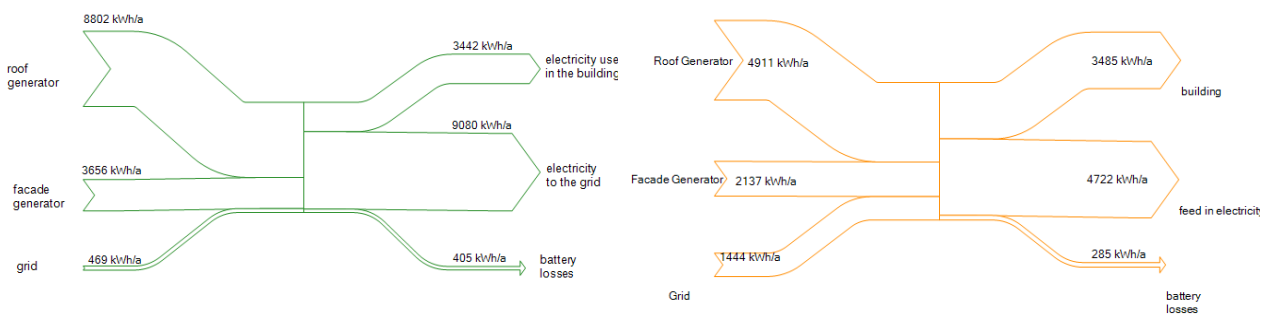 8802 kWh/a
roof
generator
3656 kWh/a
facade
generator
469 kWh/a
grid
3442 kWh/a
electricity use
in the building
9080 kWh/a
electricity
to the grid
405 kWh/a
battery
losses
Roof Generator
4911 kWh/a
Facade Generator
2137 kWh/a
1444 kWh/a
Grid
3485 kWh/a
building
4722 kWh/a
feed in electricity
285 kWh/a
battery
losses